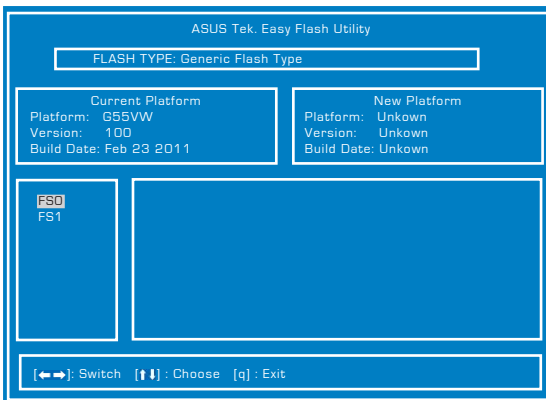 ASUS Tek. Easy Flash Utility
FLASH TYPE: Generic Flash Type
Current Platform
Platform: G55VW
Version: 100
Build Date: Feb 23 2011
New Platform
Platform: Unkown
Version: Unkown
Build Date: Unkown
FS0
FS1
[←→]: Switch [↑↓] : Choose [q] : Exit